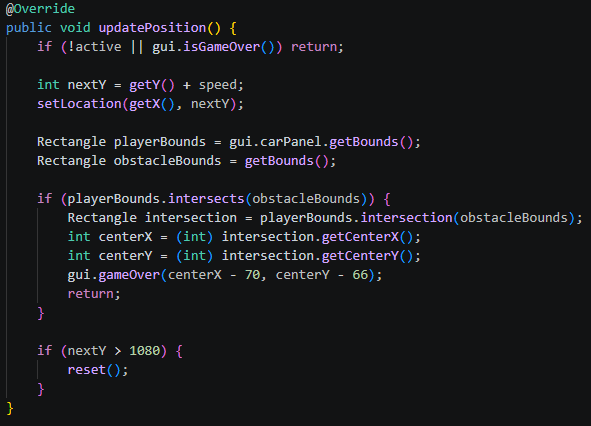 @Override
public void updatePosition() {
    if (!active || gui.isGameOver()) return;

    int nextY = getY() + speed;
    setLocation(getX(), nextY);

    Rectangle playerBounds = gui.carPanel.getBounds();
    Rectangle obstacleBounds = getBounds();

    if (playerBounds.intersects(obstacleBounds)) {
        Rectangle intersection = playerBounds.intersection(obstacleBounds);
        int centerX = (int) intersection.getCenterX();
        int centerY = (int) intersection.getCenterY();
        gui.gameOver(centerX - 70, centerY - 66);
        return;
    }

    if (nextY > 1080) {
        reset();
    }
}